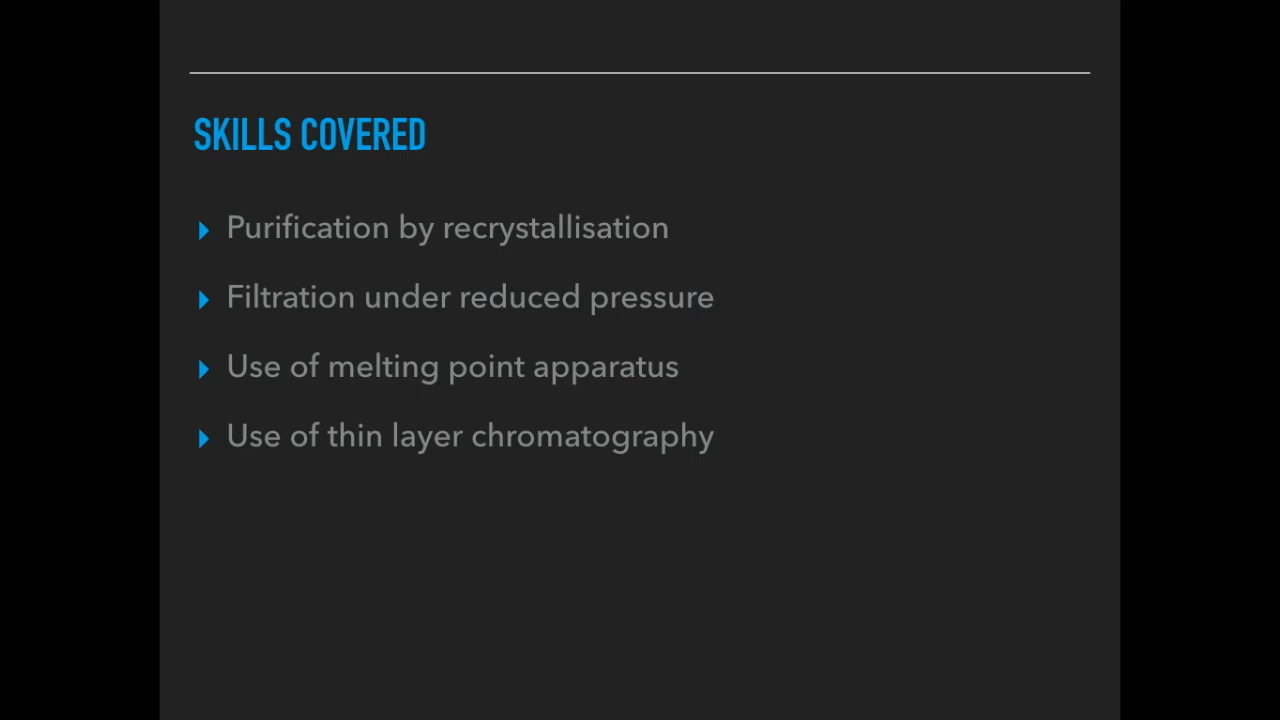 SKILLS COVERED
Purification by recrystallisation
Filtration under reduced pressure
Use of melting point apparatus
Use of thin layer chromatography